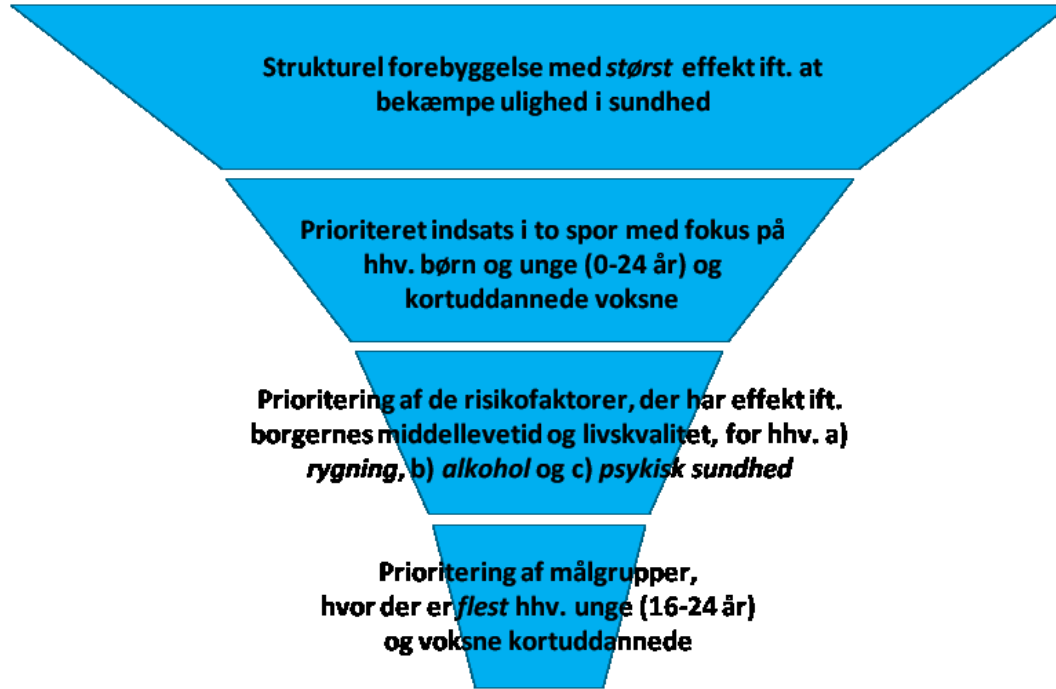 Strukturel forebyggelse med størst effekt ift. at
bekæmpe ulighed i sundhed
Prioriteret indsats i to spor med fokus på
hhv. børn og unge (0-24 år) og
kortuddannede voksne
Prioritering af de risikofaktorer, der har effekt ift.
borgernes middellevetid og livskvalitet, for hhv. a)
rygning, b) alkohol og c) psykisk sundhed
Prioritering af målgrupper,
hvor der er flest hhv. unge (16-24 år)
og voksne kortuddannede